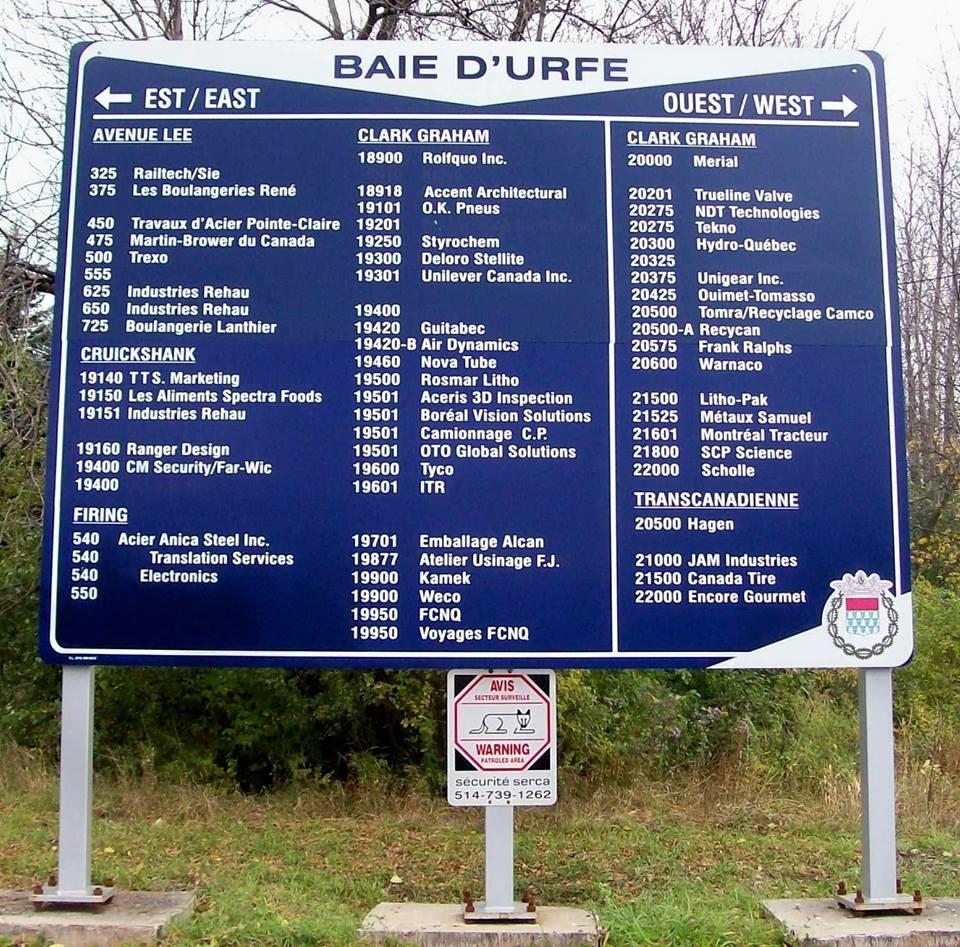 BAIE D'URFE
← EST / EAST
OUEST / WEST →
AVENUE LEE
325 Railtech/Sie
375 Les Boulangeries René
450 Travaux d'Acier Pointe-Claire
475 Martin-Brower du Canada
500 Trexo
555
625 Industries Rehau
650 Industries Rehau
725 Boulangerie Lanthier
CRUICKSHANK
19140 TTS. Marketing
19150 Les Aliments Spectra Foods
19151 Industries Rehau
19160 Ranger Design
19400 CM Security/Far-Wic
19400
FIRING
540 Acier Anica Steel Inc.
540 Translation Services
540 Electronics
550
CLARK GRAHAM
18900 Rolfquo Inc.
18918 Accent Architectural
19101 O.K. Pneus
19201
19250 Styrochem
19300 Deloro Stellite
19301 Unilever Canada Inc.
19400
19420 Guitabec
19420-B Air Dynamics
19460 Nova Tube
19500 Rosmar Litho
19501 Aceris 3D Inspection
19501 Boréal Vision Solutions
19501 Camionnage C.P.
19501 OTO Global Solutions
19600 Tyco
19601 ITR
19701 Emballage Alcan
19877 Atelier Usinage F.J.
19900 Kamek
19900 Weco
19950 FCNQ
19950 Voyages FCNQ
CLARK GRAHAM
20000 Merial
20201 Trueline Valve
20275 NDT Technologies
20275 Tekno
20300 Hydro-Québec
20325
20375 Unigear Inc.
20425 Ouimet-Tomasso
20500 Tomra/Recyclage Camco
20500-A Recycan
20575 Frank Ralphs
20600 Warnaco
21500 Litho-Pak
21525 Métaux Samuel
21601 Montréal Tracteur
21800 SCP Science
22000 Scholle
TRANSCANADIENNE
20500 Hagen
21000 JAM Industries
21500 Canada Tire
22000 Encore Gourmet
AVIS
SECTEUR SURVEILLE
WARNING
PATROLED AREA
sécurité serca
514-739-1262